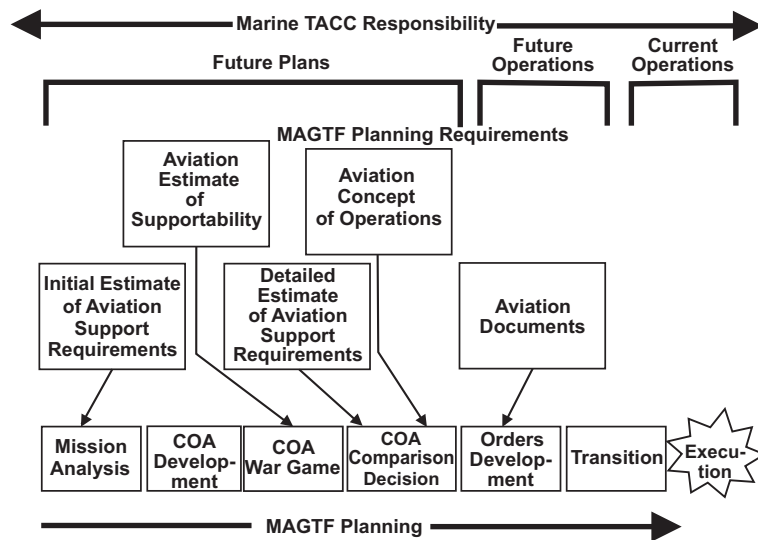 Marine TACC Responsibility
Future Plans
Future
Operations
Current
Operations
MAGTF Planning Requirements
Aviation
Estimate
of
Supportability
Aviation
Concept
of Operations
Initial Estimate
of Aviation
Support
Requirements
Detailed
Estimate
of Aviation
Support
Requirements
Aviation
Documents
Mission
Analysis
COA
Develop-
ment
COA
War Game
COA
Comparison
Decision
Orders
Develop-
ment
Transition
Execu-
tion
MAGTF Planning